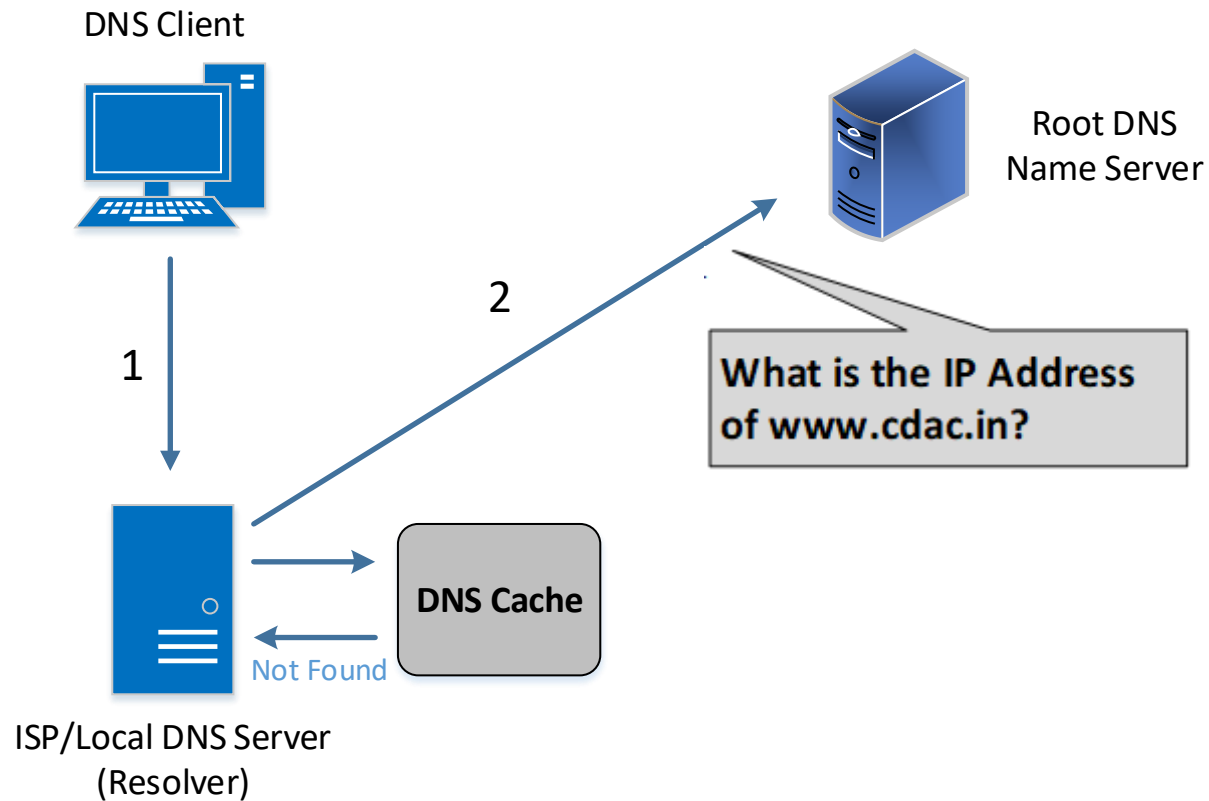 DNS Client
Root DNS
Name Server
2
1
What is the IP Address
of www.cdac.in?
DNS Cache
Not Found
ISP/Local DNS Server
(Resolver)